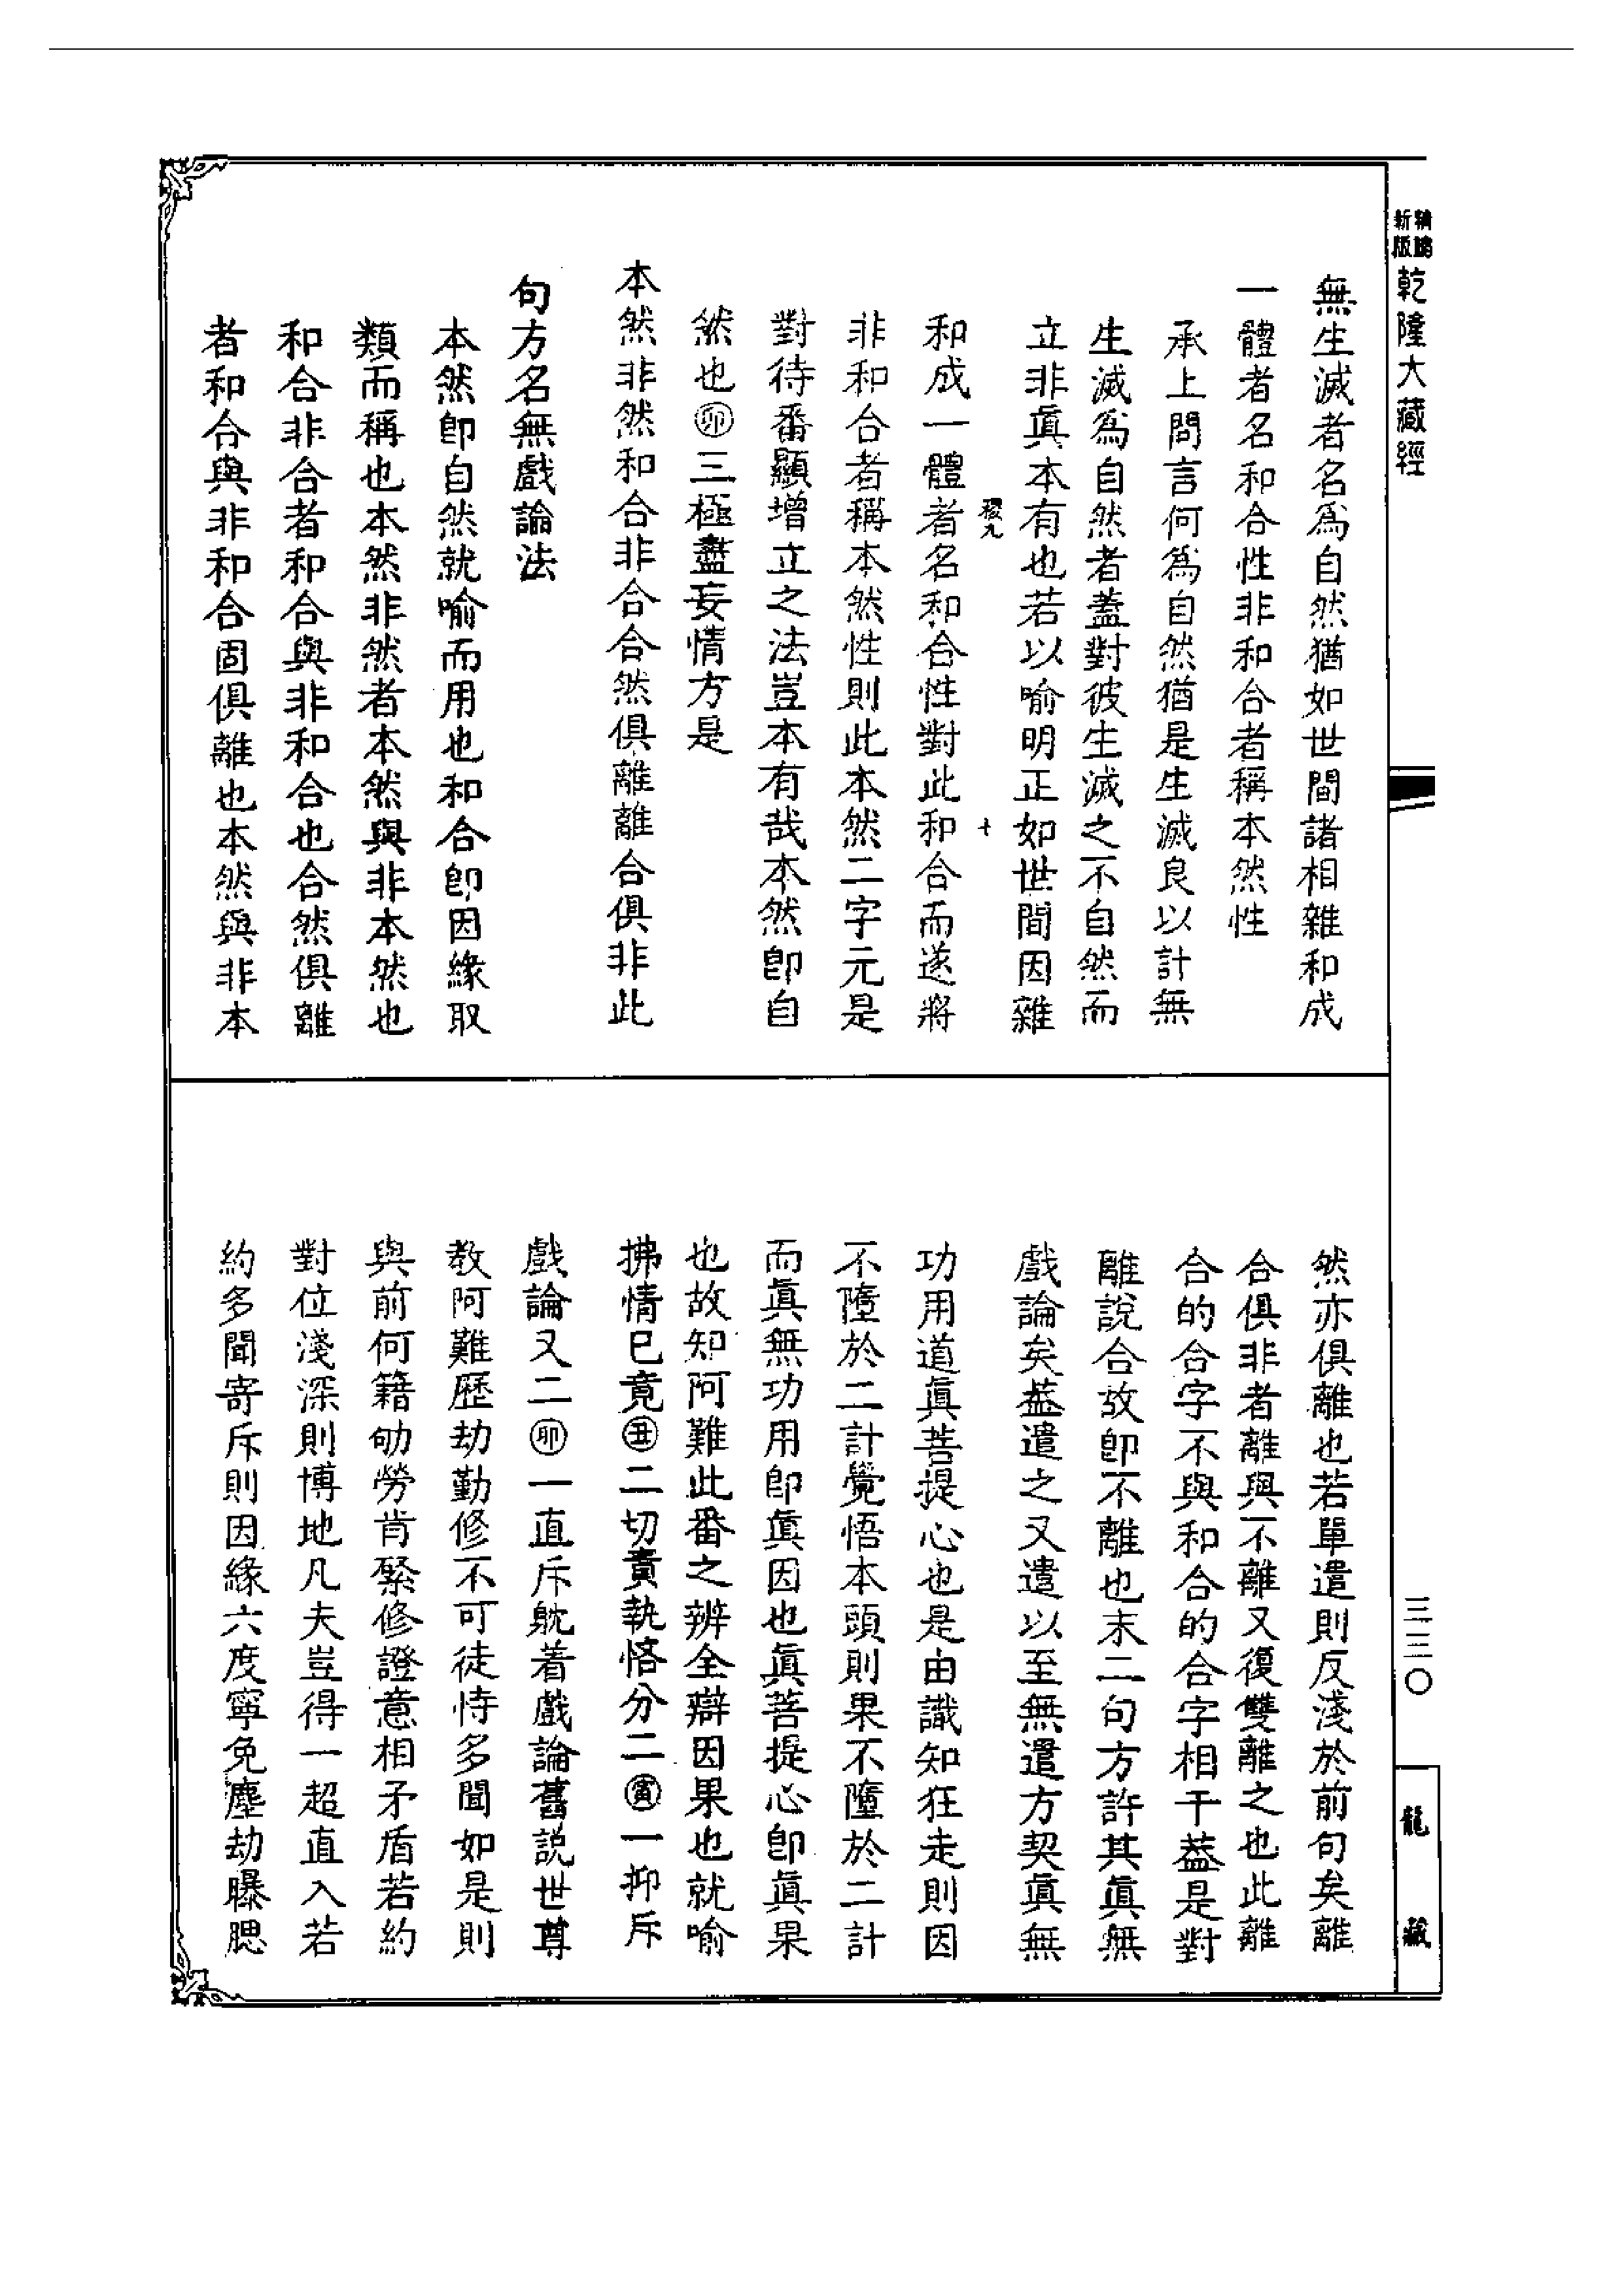 新版
精鵰
乾隆大藏經
三三〇
龍藏
無生滅者名爲自然猶如世間諸相雜和成
一體者名和合性非和合者稱本然性
承上問言何爲自然猶是生滅良以計無
生滅爲自然者葢對彼生滅之不自然而
立非眞本有也若以喻明正如世間因雜
稷九
十
和成一體者名和合性對此和合而遂將
非和合者稱本然性則此本然二字元是
對待番顯增立之法豈本有哉本然卽自
然也㊞三極盡妄情方是
本然非然和合非合合然俱離離合俱非此
句方名無戲論法
本然卽自然就喻而用也和合卽因緣取
類而稱也本然非然者本然與非本然也
和合非合者和合與非和合也合然俱離
者和合與非和合固俱離也本然與非本
然亦俱離也若單遣則反淺於前句矣離
合俱非者離與不離又復雙離之也此離
合的合字不與和合的合字相干葢是對
離說合故卽不離也末二句方許其眞無
戲論矣葢遣之又遣以至無遣方契眞無
功用道眞菩提心也是由識知狂走則因
不墮於二計覺悟本頭則果不墮於二計
而眞無功用卽眞因也眞菩提心卽眞果
也故知阿難此番之辨全辯因果也就喻
拂情已竟㊄二切責執悋分二㊅一抑斥
戲論又二㊞一直斥躭着戲論舊説世尊
教阿難歷劫勤修不可徒恃多聞如是則
與前何籍劬勞肯綮修證意相矛盾若約
對位淺深則博地凡夫豈得一超直入若
約多聞寄斥則因緣六度寧免塵劫曝腮